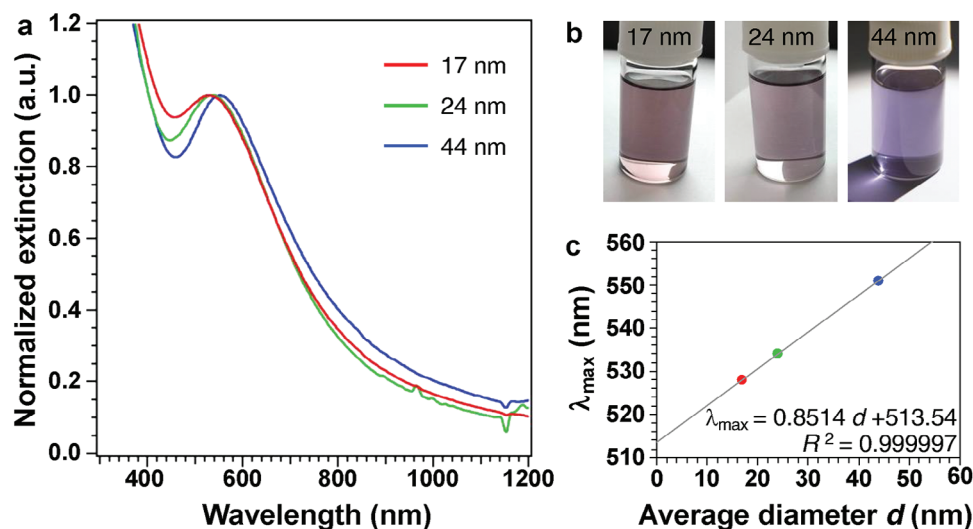 a
1.2
1.0
0.8
0.6
0.4
0.2
0.0
Normalized extinction (a.u.)
17 nm
24 nm
44 nm
400 600 800 1000 1200
Wavelength (nm)
b
17 nm 24 nm 44 nm
c
560
550
540
530
520
510
λmax (nm)
λmax = 0.8514 d +513.54
R² = 0.999997
0 10 20 30 40 50 60
Average diameter d (nm)